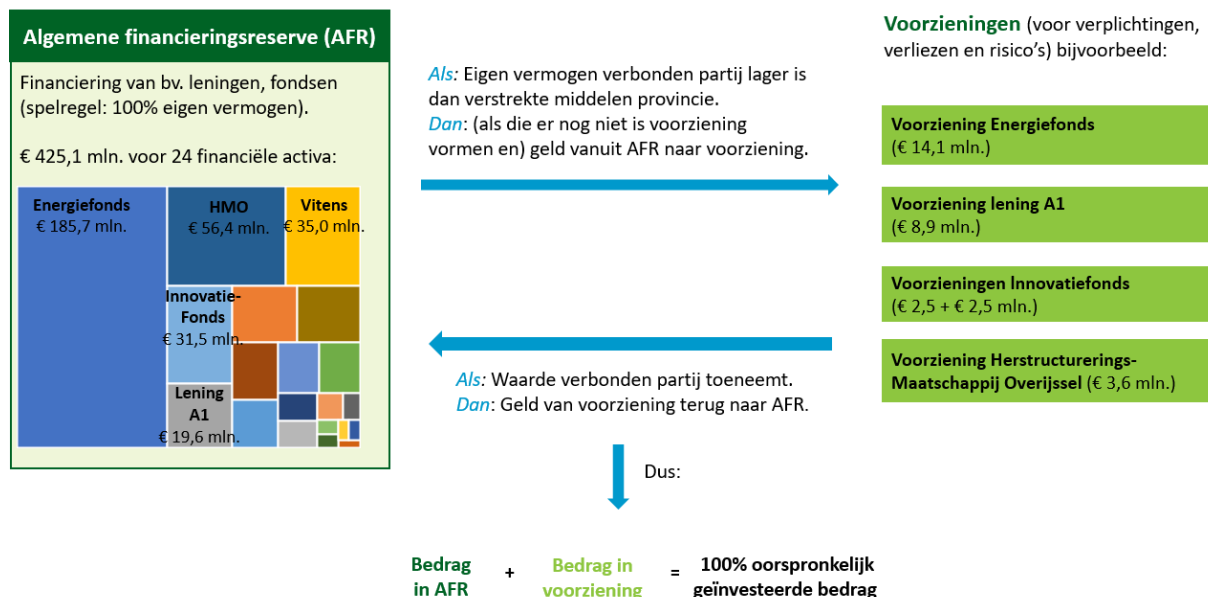 Algemene financieringsreserve (AFR)
Financiering van bv. leningen, fondsen
(spelregel: 100% eigen vermogen).
€ 425,1 mln. voor 24 financiële activa:
Energiefonds
€ 185,7 mln.
HMO
€ 56,4 mln.
Vitens
€ 35,0 mln.
Innovatie-
Fonds
€ 31,5 mln.
Lening
A1
€ 19,6 mln.
Als: Eigen vermogen verbonden partij lager is
dan verstrekte middelen provincie.
Dan: (als die er nog niet is voorziening
vormen en) geld vanuit AFR naar voorziening.
Als: Waarde verbonden partij toeneemt.
Dan: Geld van voorziening terug naar AFR.
Dus:
Voorzieningen (voor verplichtingen,
verliezen en risico's) bijvoorbeeld:
Voorziening Energiefonds
(€ 14,1 mln.)
Voorziening lening A1
(€ 8,9 mln.)
Voorzieningen Innovatiefonds
(€ 2,5 + € 2,5 mln.)
Voorziening Herstructurerings-
Maatschappij Overijssel (€ 3,6 mln.)
Bedrag
in AFR
+
Bedrag in
voorziening
=
100% oorspronkelijk
geïnvesteerde bedrag